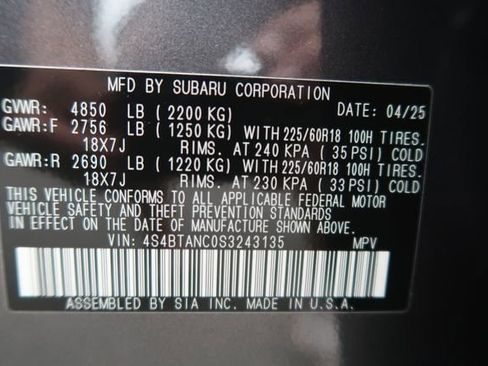 MFD BY SUBARU CORPORATION
GVWR: 4850 LB (2200 KG) DATE: 04/25
GAWR:F 2756 LB (1250 KG) WITH 225/60R18 100H TIRES.
18X7J RIMS. AT 240 KPA (35 PSI) COLD
GAWR:R 2690 LB (1220 KG) WITH 225/60R18 100H TIRES.
18X7J RIMS. AT 230 KPA (33 PSI) COLD
THIS VEHICLE CONFORMS TO ALL APPLICABLE FEDERAL MOTOR
VEHICLE SAFETY AND THEFT PREVENTION STANDARDS
IN EFFECT ON THE DATE OF MANUFACTURE SHOWN ABOVE.
VIN: 4S4BTANC0S3243135 MPV
ASSEMBLED BY SIA INC. MADE IN U.S.A.